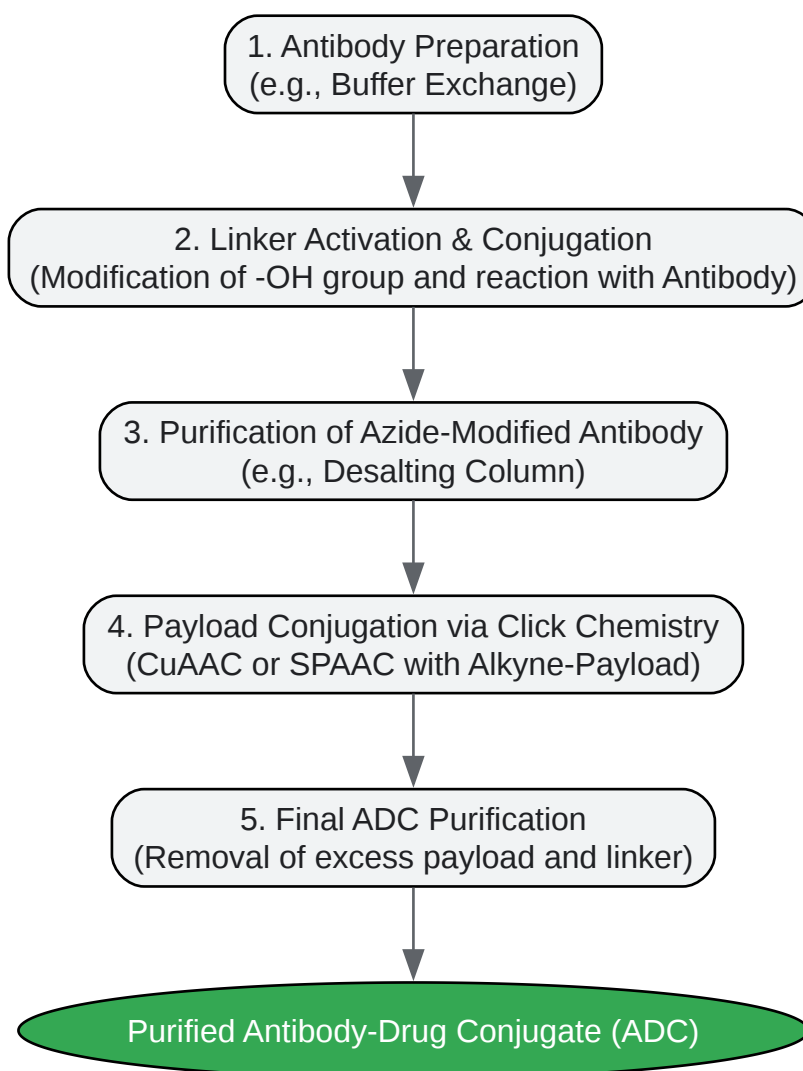 1. Antibody Preparation
(e.g., Buffer Exchange)
2. Linker Activation & Conjugation
(Modification of -OH group and reaction with Antibody)
3. Purification of Azide-Modified Antibody
(e.g., Desalting Column)
4. Payload Conjugation via Click Chemistry
(CuAAC or SPAAC with Alkyne-Payload)
5. Final ADC Purification
(Removal of excess payload and linker)
Purified Antibody-Drug Conjugate (ADC)